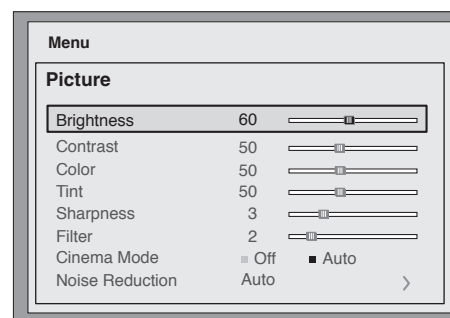 Menu
Picture
Brightness 60
Contrast 50
Color 50
Tint 50
Sharpness 3
Filter 2
Cinema Mode Off Auto
Noise Reduction Auto